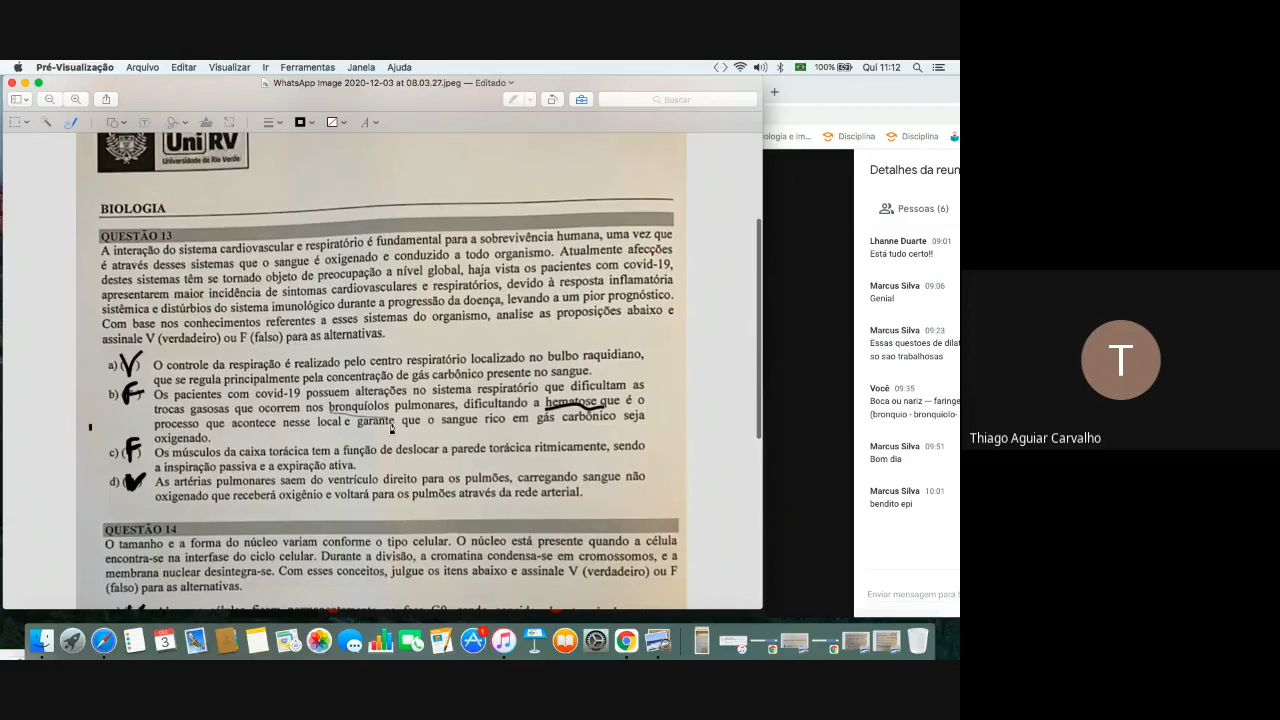 Pré-Visualização Arquivo Editar Visualizar Ir Ferramentas Janela Ajuda 100% Qui 11:12
WhatsApp Image 2020-12-03 at 08.03.27.jpeg — Editado
Buscar
Uni RV
Universidade de Rio Verde
BIOLOGIA
QUESTÃO 13
A interação do sistema cardiovascular e respiratório é fundamental para a sobrevivência humana, uma vez que
é através desses sistemas que o sangue é oxigenado e conduzido a todo organismo. Atualmente afecções
destes sistemas têm se tornado objeto de preocupação a nível global, haja vista os pacientes com covid-19,
apresentarem maior incidência de sintomas cardiovasculares e respiratórios, devido à resposta inflamatória
sistêmica e distúrbios do sistema imunológico durante a progressão da doença, levando a um pior prognóstico.
Com base nos conhecimentos referentes a esses sistemas do organismo, analise as proposições abaixo e
assinale V (verdadeiro) ou F (falso) para as alternativas.
a) (V) O controle da respiração é realizado pelo centro respiratório localizado no bulbo raquidiano,
que se regula principalmente pela concentração de gás carbônico presente no sangue.
b) (F) Os pacientes com covid-19 possuem alterações no sistema respiratório que dificultam as
trocas gasosas que ocorrem nos bronquíolos pulmonares, dificultando a hematose que é o
processo que acontece nesse local e garante que o sangue rico em gás carbônico seja
oxigenado.
c) (F) Os músculos da caixa torácica tem a função de deslocar a parede torácica ritmicamente, sendo
a inspiração passiva e a expiração ativa.
d) (V) As artérias pulmonares saem do ventrículo direito para os pulmões, carregando sangue não
oxigenado que receberá oxigênio e voltará para os pulmões através da rede arterial.
QUESTÃO 14
O tamanho e a forma do núcleo variam conforme o tipo celular. O núcleo está presente quando a célula
encontra-se na interfase do ciclo celular. Durante a divisão, a cromatina condensa-se em cromossomos, e a
membrana nuclear desintegra-se. Com esses conceitos, julgue os itens abaixo e assinale V (verdadeiro) ou F
(falso) para as alternativas.
ologia e Im... Disciplina Disciplina
Detalhes da reun
Pessoas (6)
Lhanne Duarte 09:01
Está tudo certo!!
Marcus Silva 09:06
Genial
Marcus Silva 09:23
Essas questoes de dilat
so sao trabalhosas
Você 09:35
Boca ou nariz --- faringe
(bronquio - bronquiolo-
Marcus Silva 09:51
Bom dia
Marcus Silva 10:01
bendito epi
Enviar mensagem para t
T
Thiago Aguiar Carvalho